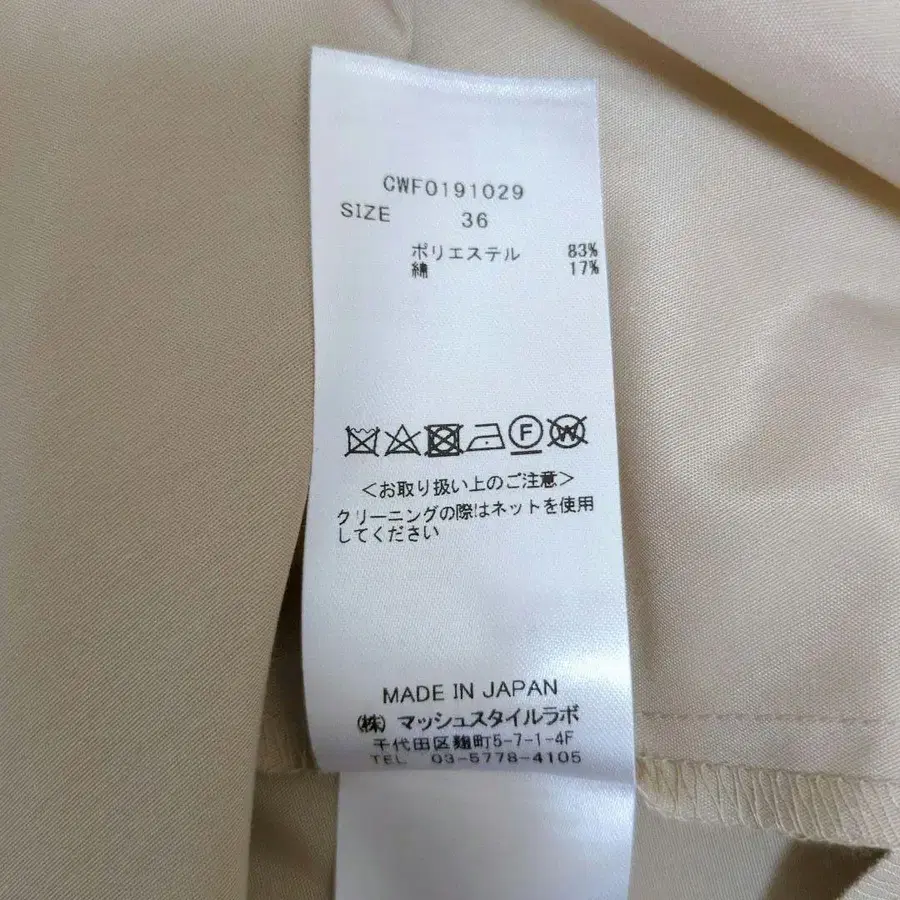 CWF0191029
SIZE 36
ポリエステル 83%
綿 17%
F W
<お取り扱い上のご注意>
クリーニングの際はネットを使用
してください
MADE IN JAPAN
㈱ マッシュスタイルラボ
千代田区麹町5-7-1-4F
TEL 03-5778-4105